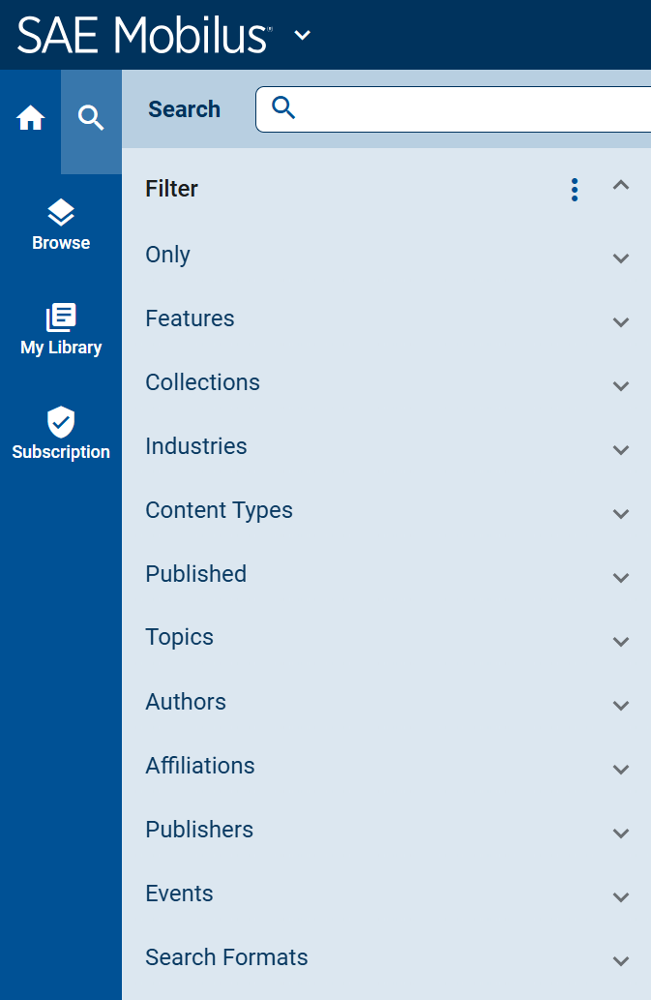 SAE Mobilus®
Search
Filter
Only
Features
Collections
Industries
Content Types
Published
Topics
Authors
Affiliations
Publishers
Events
Search Formats
Browse
My Library
Subscription